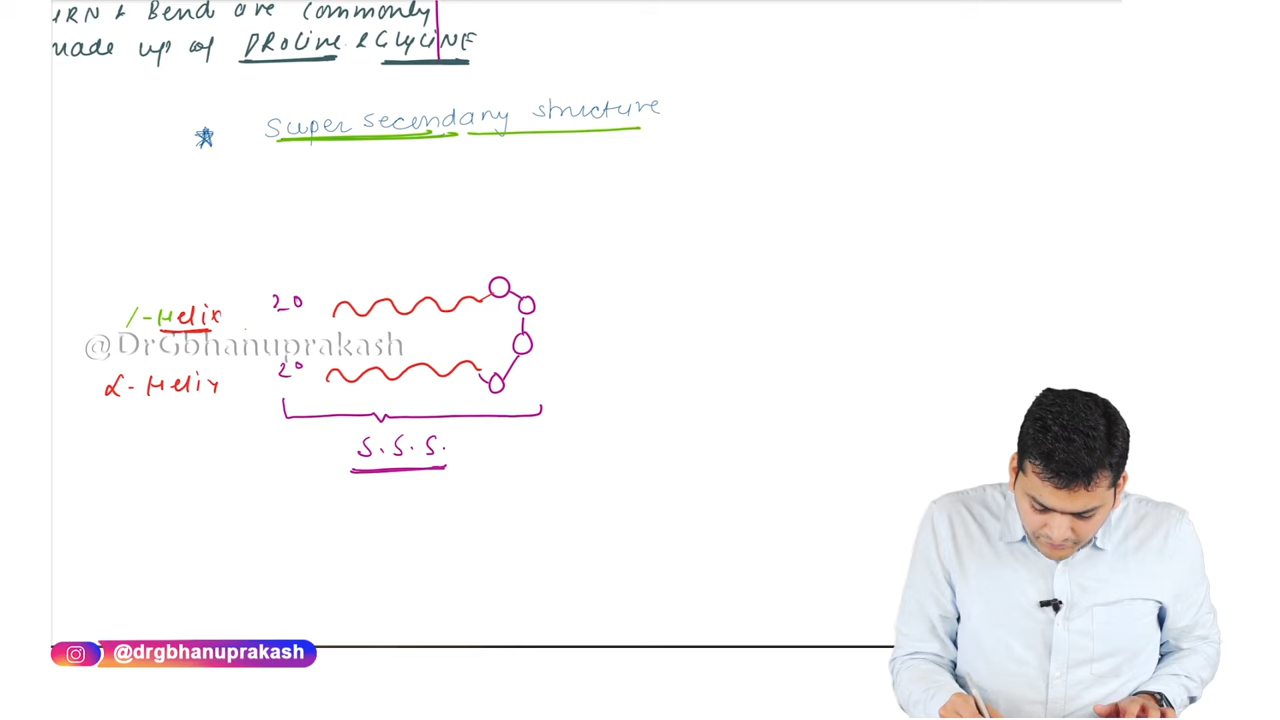 TURN & Bend are commonly
made up of PROLINE & GLYCINE
Super secondary structure
20
/-Helix
@DrGbhanuprakash
20
α-Helix
S.S.S.
@drgbhanuprakash